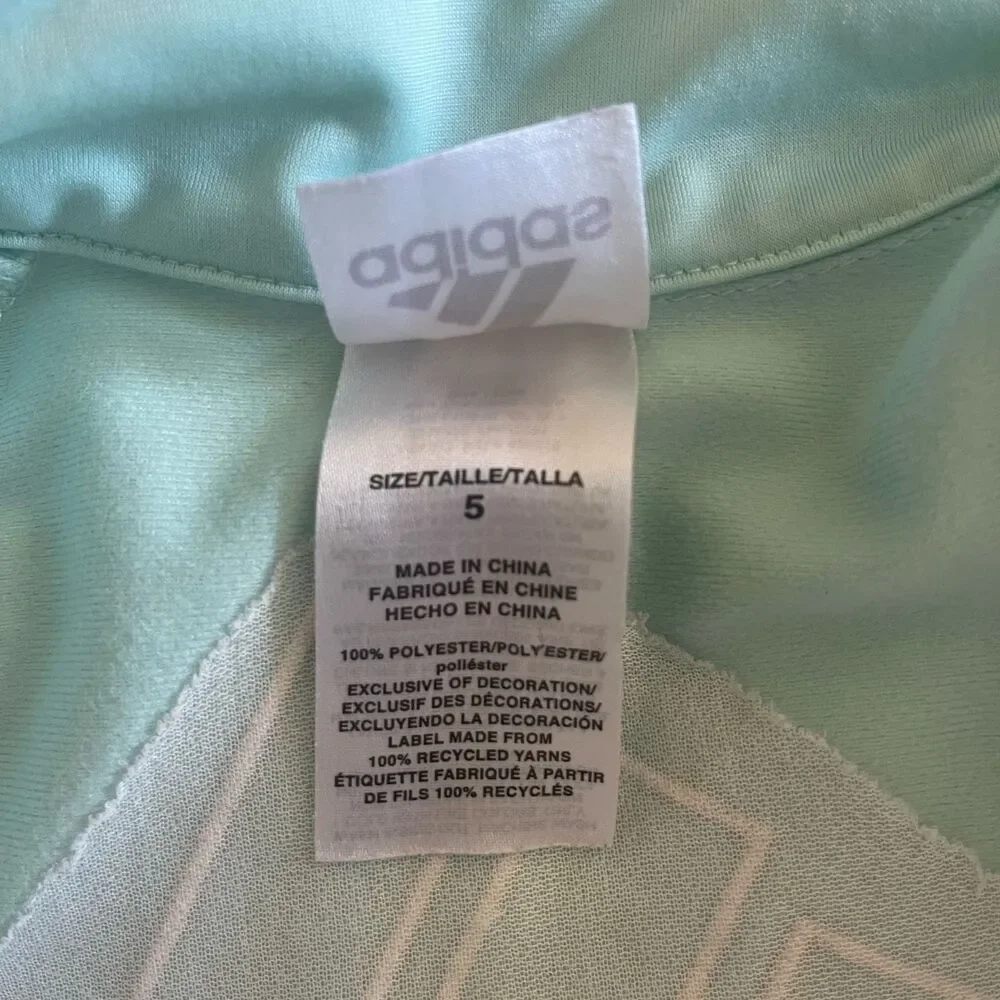 adidas
SIZE/TAILLE/TALLA
5
MADE IN CHINA
FABRIQUÉ EN CHINE
HECHO EN CHINA
100% POLYESTER/POLYESTER/
poliéster
EXCLUSIVE OF DECORATION/
EXCLUSIF DES DÉCORATIONS/
EXCLUYENDO LA DECORACIÓN
LABEL MADE FROM
100% RECYCLED YARNS
ÉTIQUETTE FABRIQUÉ À PARTIR
DE FILS 100% RECYCLÉS